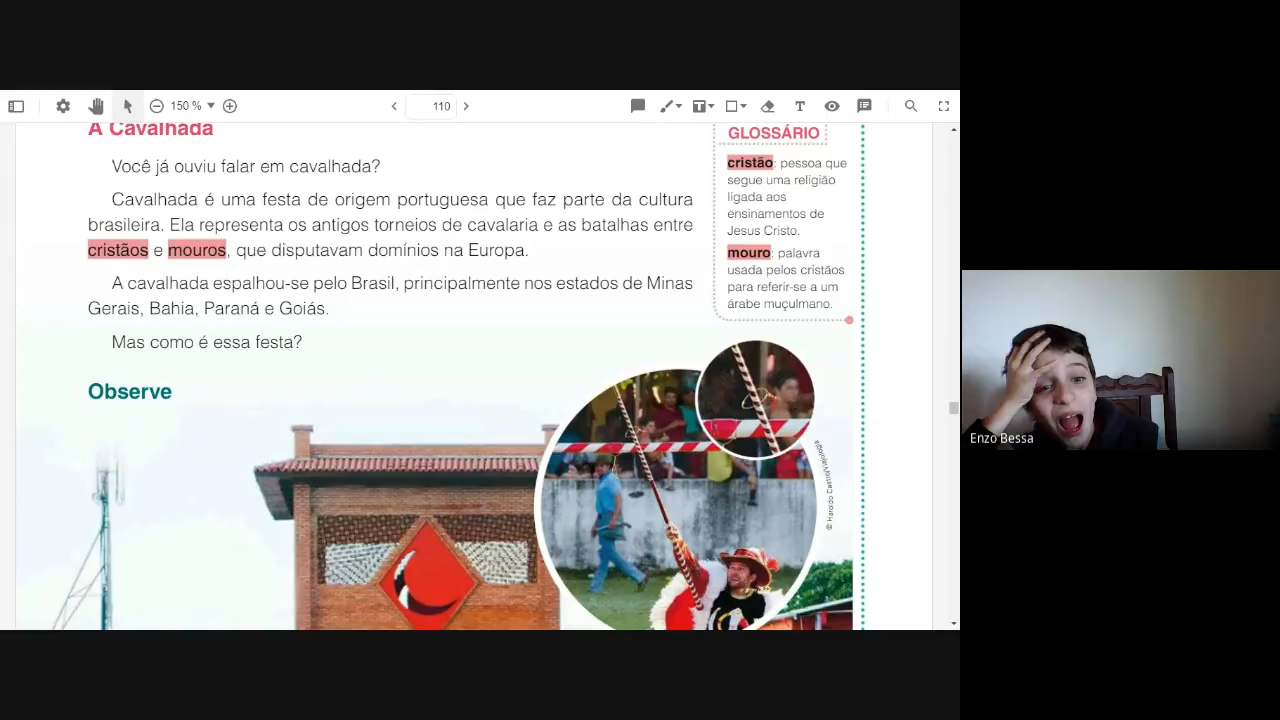 150 %
110
A Cavalhada
Você já ouviu falar em cavalhada?
Cavalhada é uma festa de origem portuguesa que faz parte da cultura
brasileira. Ela representa os antigos torneios de cavalaria e as batalhas entre
cristãos e mouros, que disputavam domínios na Europa.
A cavalhada espalhou-se pelo Brasil, principalmente nos estados de Minas
Gerais, Bahia, Paraná e Goiás.
Mas como é essa festa?
Observe
GLOSSÁRIO
cristão: pessoa que
segue uma religião
ligada aos
ensinamentos de
Jesus Cristo.
mouro: palavra
usada pelos cristãos
para referir-se a um
árabe muçulmano.
Enzo Bessa